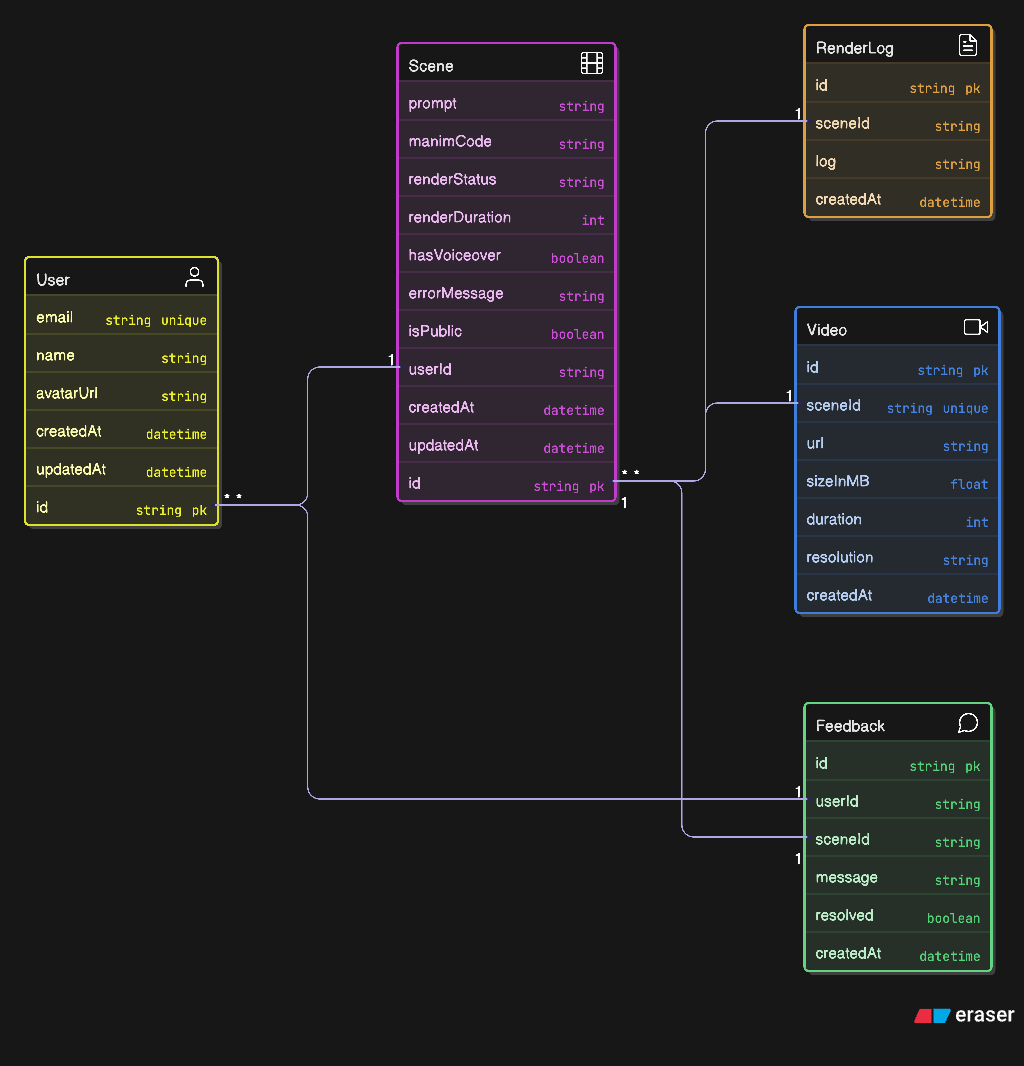 User
email string unique
name string
avatarUrl string
createdAt datetime
updatedAt datetime
id string pk
* *
Scene
prompt string
manimCode string
renderStatus string
renderDuration int
hasVoiceover boolean
errorMessage string
isPublic boolean
1
userId string
createdAt datetime
updatedAt datetime
id string pk
* *
1
RenderLog
id string pk
1
sceneId string
log string
createdAt datetime
Video
id string pk
1
sceneId string unique
url string
sizeInMB float
duration int
resolution string
createdAt datetime
Feedback
id string pk
1
userId string
sceneId string
1
message string
resolved boolean
createdAt datetime
eraser